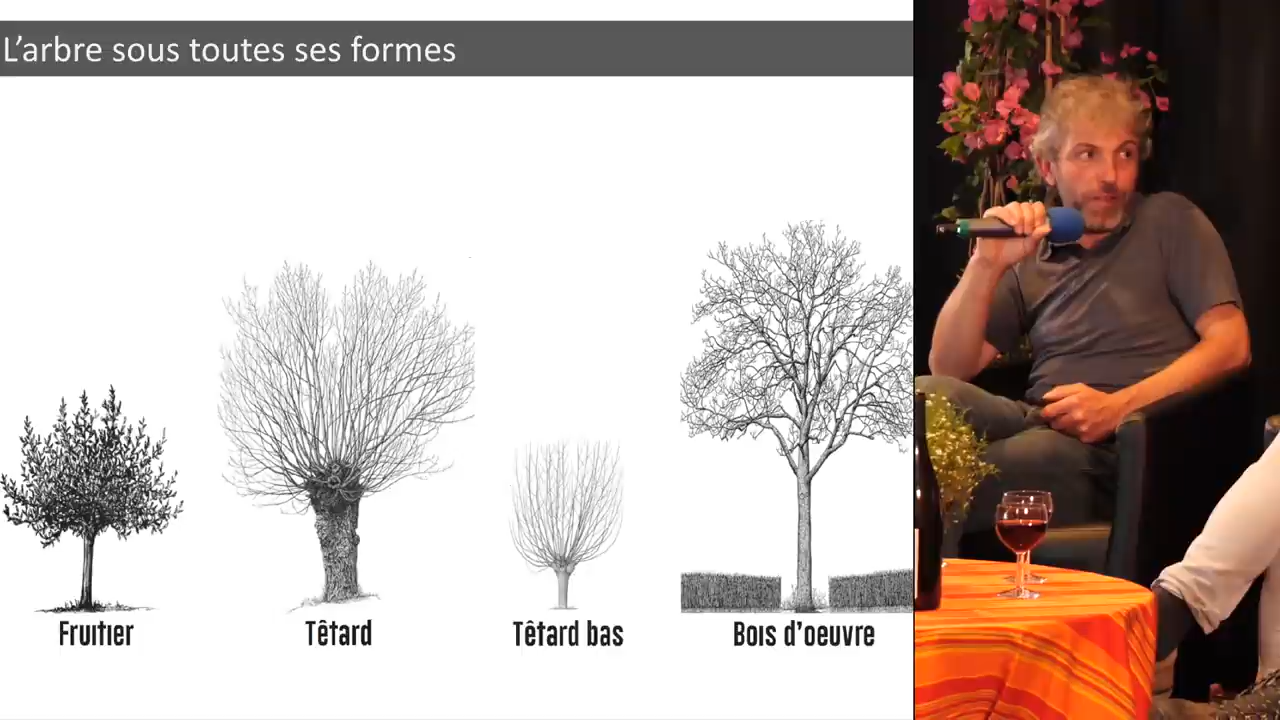 L'arbre sous toutes ses formes
Fruitier
Têtard
Têtard bas
Bois d'oeuvre